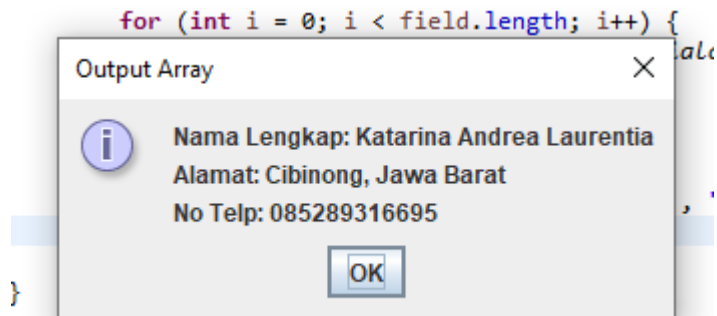 for (int i = 0; i < field.length; i++) {
Output Array
Nama Lengkap: Katarina Andrea Laurentia
Alamat: Cibinong, Jawa Barat
No Telp: 085289316695
, "
OK
}